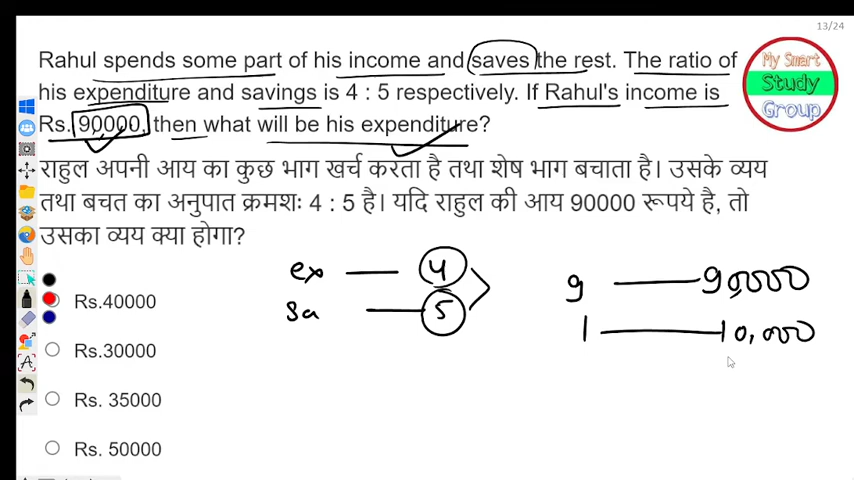 13/24
Rahul spends some part of his income and saves the rest. The ratio of
his expenditure and savings is 4 : 5 respectively. If Rahul's income is
Rs. 90000, then what will be his expenditure?
My Smart
Study
Group
राहुल अपनी आय का कुछ भाग खर्च करता है तथा शेष भाग बचाता है। उसके व्यय
तथा बचत का अनुपात क्रमशः 4 : 5 है। यदि राहुल की आय 90000 रूपये है, तो
उसका व्यय क्या होगा?
ex — 4
sa — 5
9 — 90,000
1 — 10,000
Rs.40000
Rs.30000
Rs. 35000
Rs. 50000